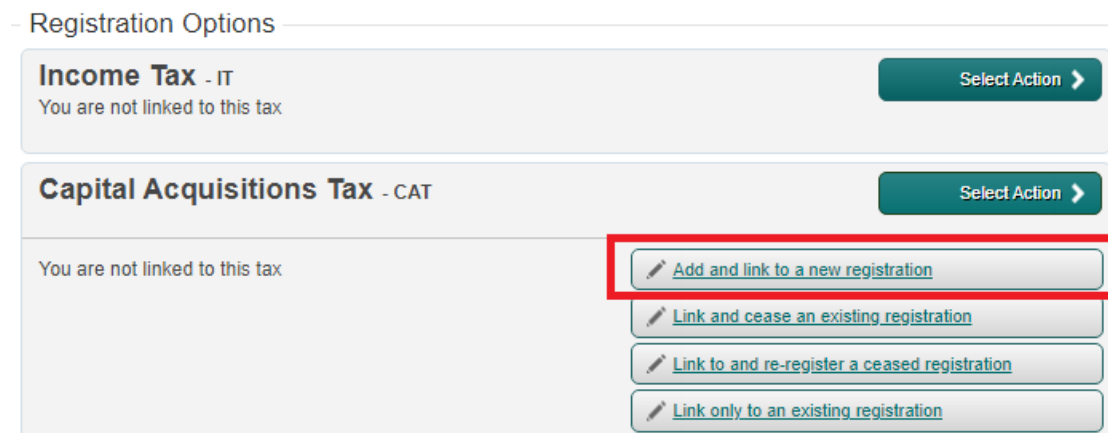 Registration Options
Income Tax - IT
Select Action
You are not linked to this tax
Capital Acquisitions Tax - CAT
Select Action
You are not linked to this tax
Add and link to a new registration
Link and cease an existing registration
Link to and re-register a ceased registration
Link only to an existing registration